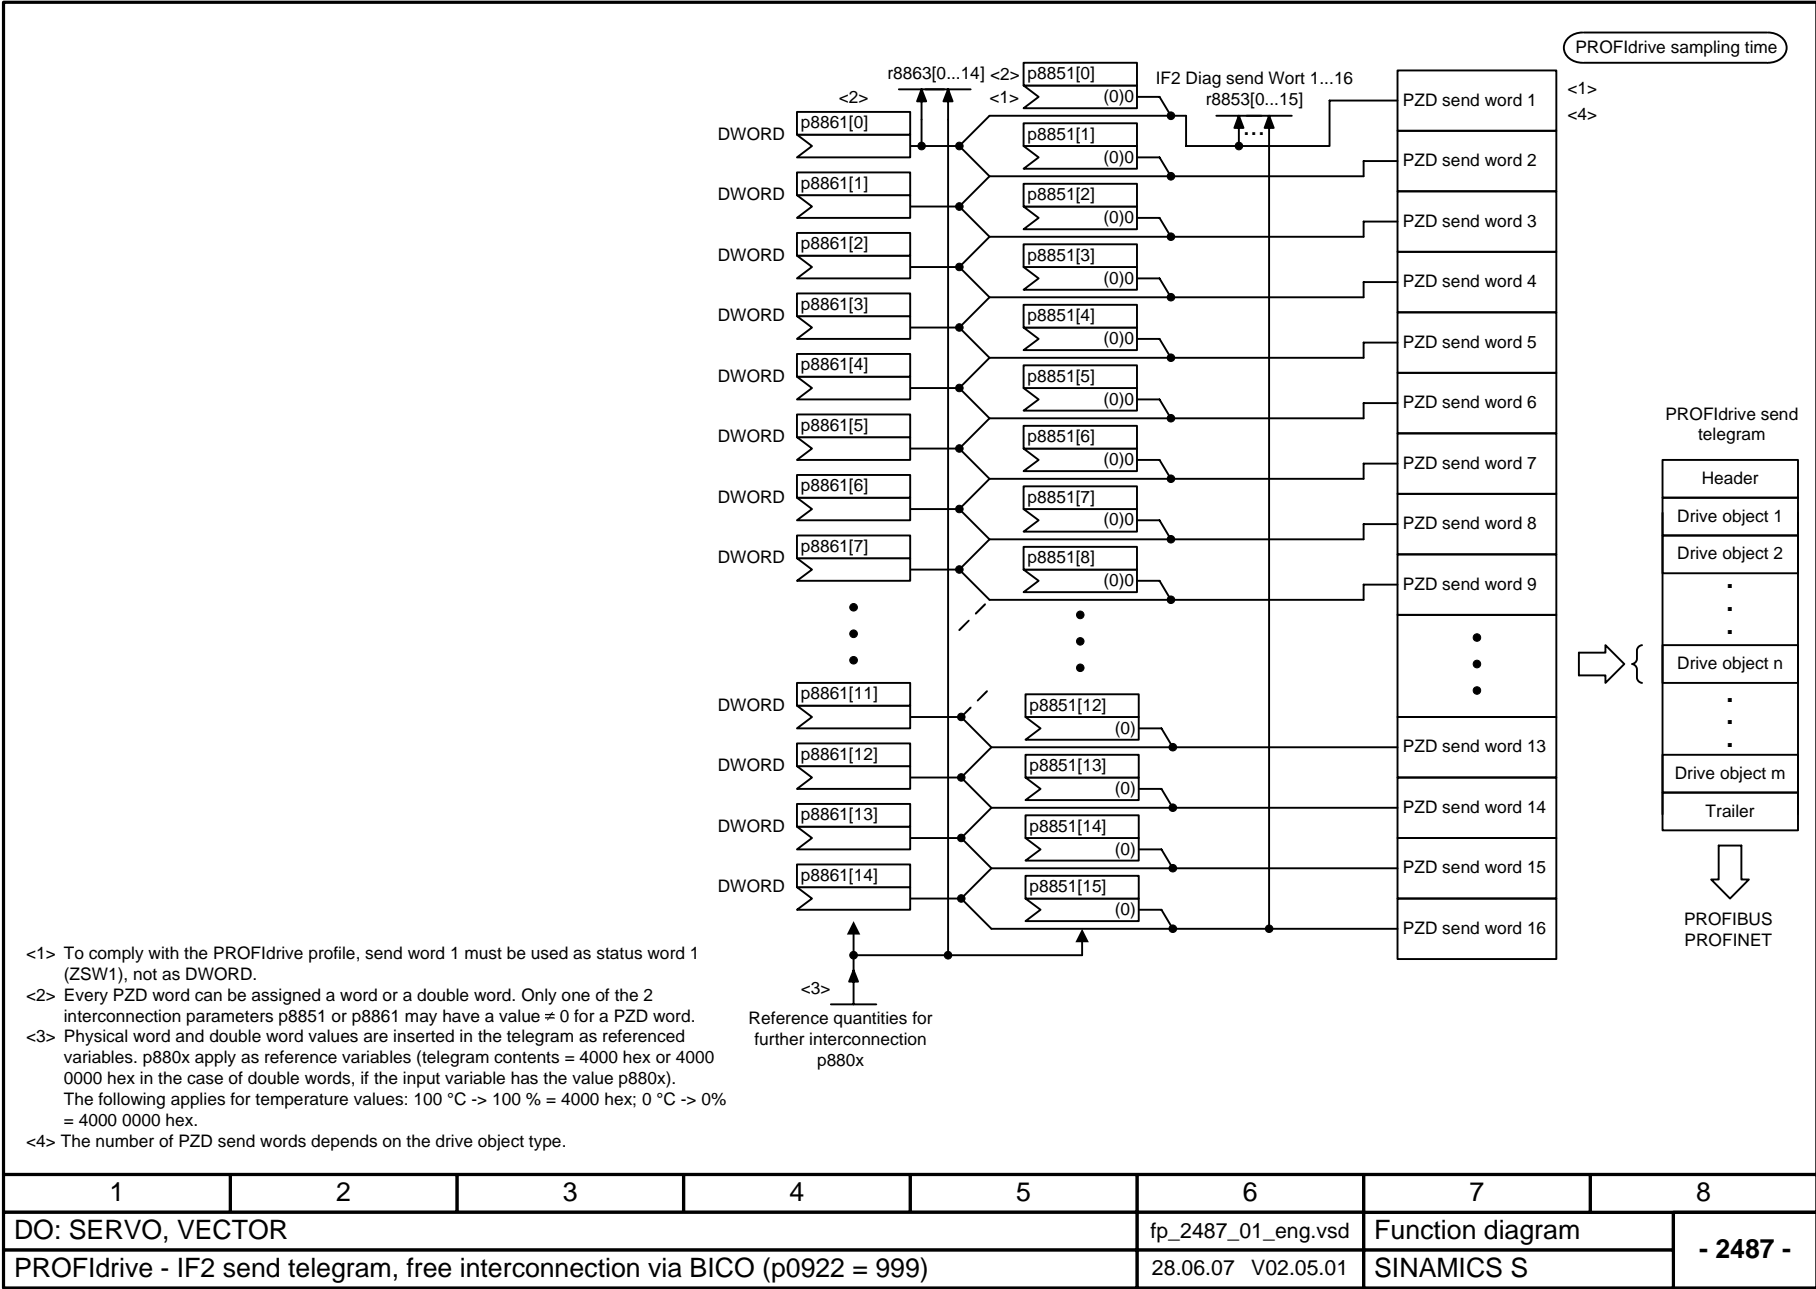 PROFIdrive sampling time
r8863[0...14]
<2>
p8851[0]
IF2 Diag send Wort 1...16
<2>
<1>
(0)0
r8853[0...15]
PZD send word 1
<1>
<4>
DWORD
p8861[0]
p8851[1]
(0)0
...
PZD send word 2
DWORD
p8861[1]
p8851[2]
(0)0
PZD send word 3
DWORD
p8861[2]
p8851[3]
(0)0
PZD send word 4
DWORD
p8861[3]
p8851[4]
(0)0
PZD send word 5
DWORD
p8861[4]
p8851[5]
(0)0
PZD send word 6
DWORD
p8861[5]
p8851[6]
(0)0
PZD send word 7
DWORD
p8861[6]
p8851[7]
(0)0
PZD send word 8
DWORD
p8861[7]
p8851[8]
(0)0
PZD send word 9
DWORD
p8861[11]
p8851[12]
(0)
PZD send word 13
DWORD
p8861[12]
p8851[13]
(0)
PZD send word 14
DWORD
p8861[13]
p8851[14]
(0)
PZD send word 15
DWORD
p8861[14]
p8851[15]
(0)
PZD send word 16
PROFIdrive send
telegram
Header
Drive object 1
Drive object 2
Drive object n
Drive object m
Trailer
PROFIBUS
PROFINET
<3>
Reference quantities for
further interconnection
p880x
<1> To comply with the PROFIdrive profile, send word 1 must be used as status word 1
(ZSW1), not as DWORD.
<2> Every PZD word can be assigned a word or a double word. Only one of the 2
interconnection parameters p8851 or p8861 may have a value ≠ 0 for a PZD word.
<3> Physical word and double word values are inserted in the telegram as referenced
variables. p880x apply as reference variables (telegram contents = 4000 hex or 4000
0000 hex in the case of double words, if the input variable has the value p880x).
The following applies for temperature values: 100 °C -> 100 % = 4000 hex; 0 °C -> 0%
= 4000 0000 hex.
<4> The number of PZD send words depends on the drive object type.
1 2 3 4 5 6 7 8
DO: SERVO, VECTOR
fp_2487_01_eng.vsd
Function diagram
- 2487 -
PROFIdrive - IF2 send telegram, free interconnection via BICO (p0922 = 999)
28.06.07 V02.05.01
SINAMICS S